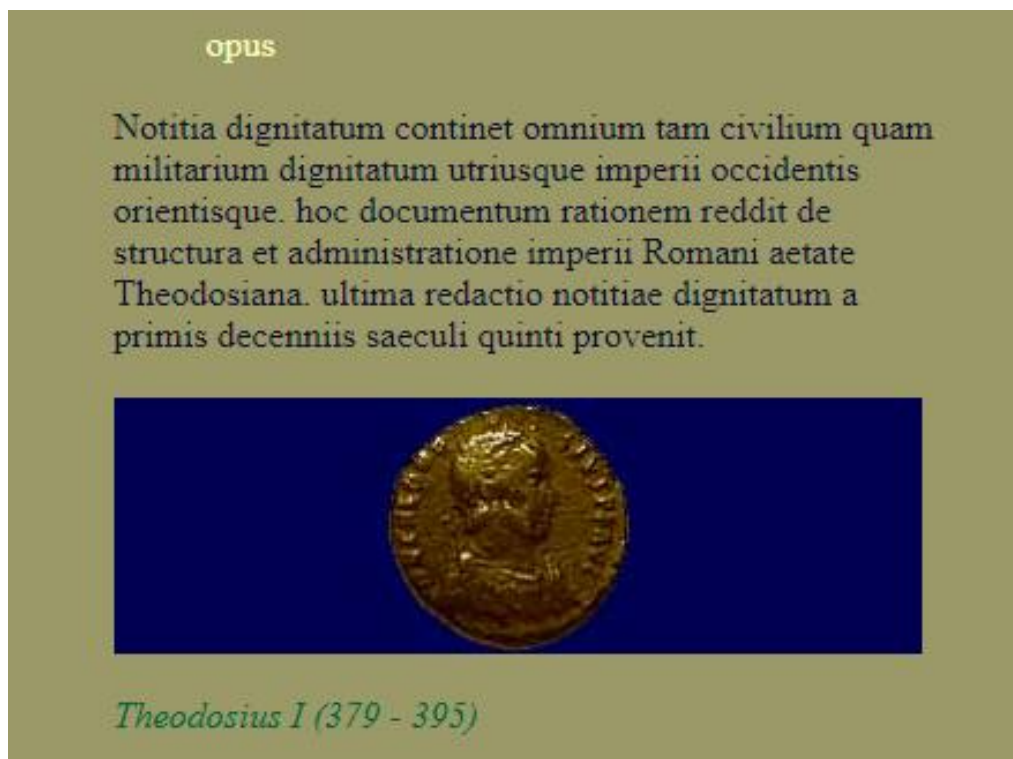 opus
Notitia dignitatum continet omnium tam civilium quam
militarium dignitatum utriusque imperii occidentis
orientisque. hoc documentum rationem reddit de
structura et administratione imperii Romani aetate
Theodosiana. ultima redactio notitiae dignitatum a
primis decenniis saeculi quinti provenit.
Theodosius I (379 - 395)